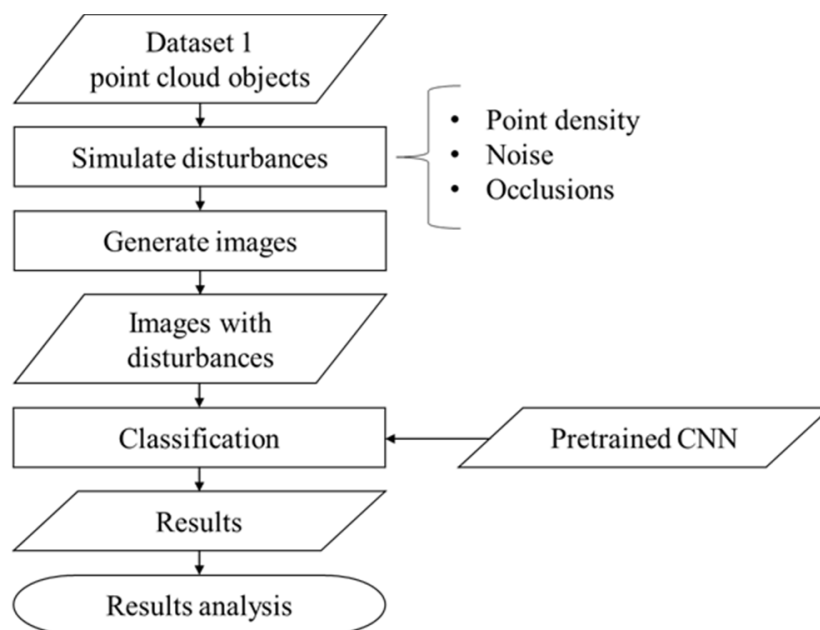 Dataset 1
point cloud objects
Simulate disturbances
• Point density
• Noise
• Occlusions
Generate images
Images with
disturbances
Classification
Pretrained CNN
Results
Results analysis